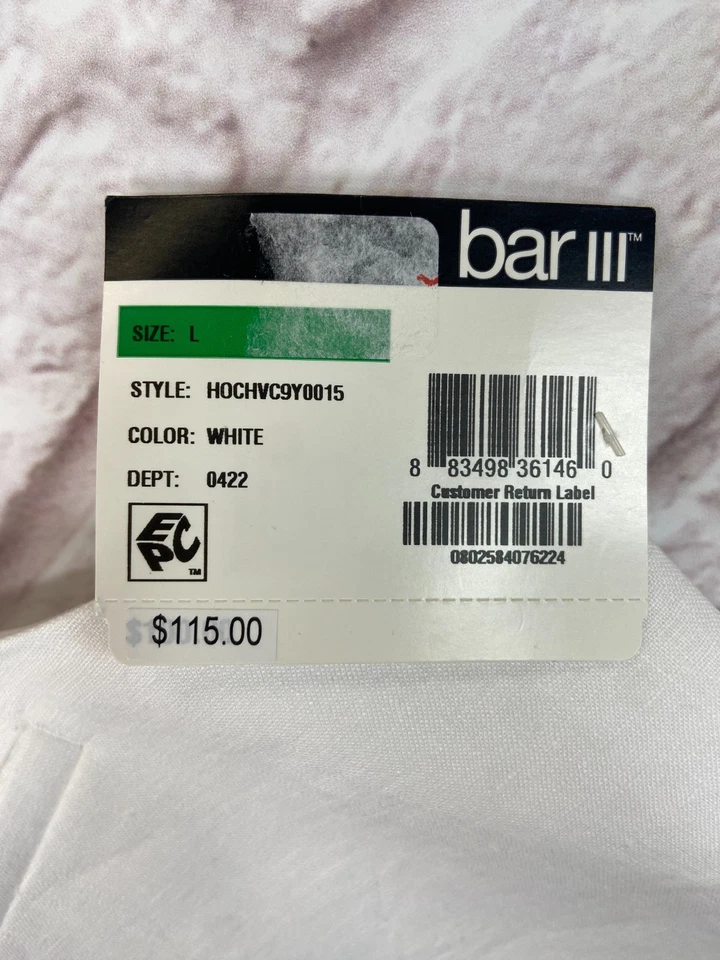 bar III™
SIZE: L
STYLE: HOCHVC9Y0015
COLOR: WHITE
DEPT: 0422
8 83498 36146 0
Customer Return Label
0802584076224
EPC™
$115.00